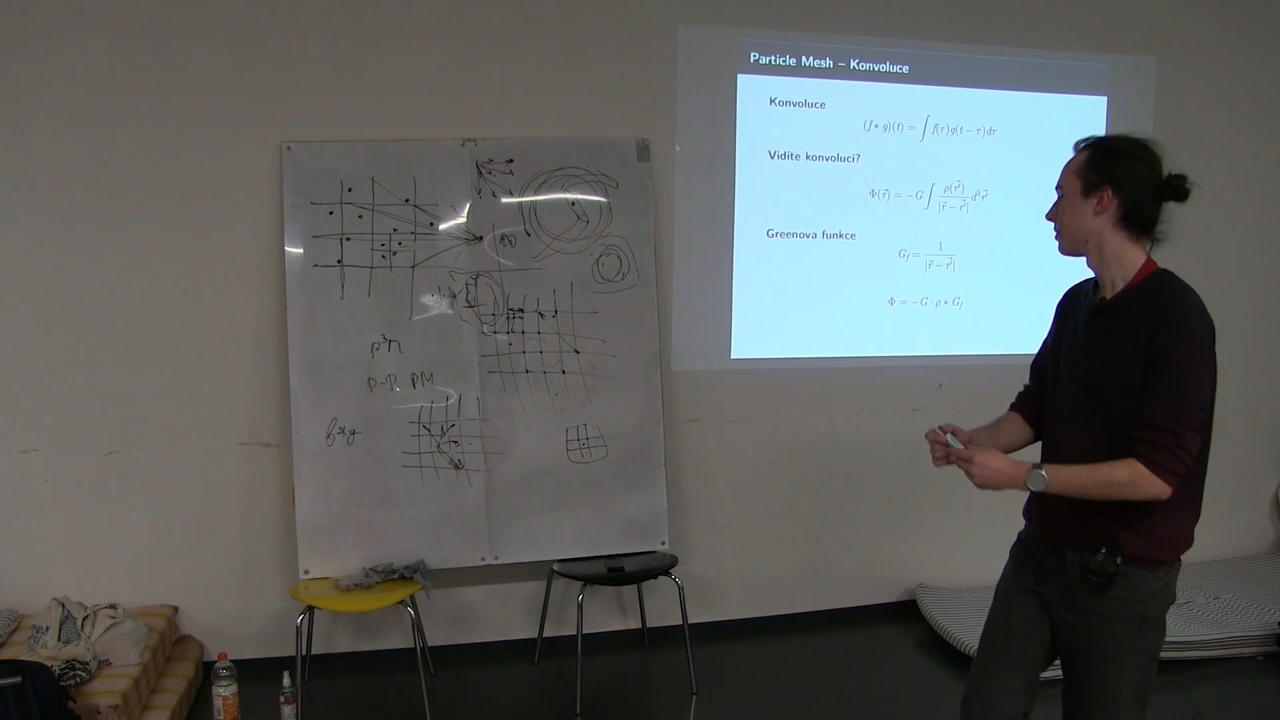 Particle Mesh – Konvoluce
Konvoluce
(f ∗ g)(t) = ∫ f(τ)g(t − τ)dτ
Vidíte konvoluci?
Φ(r⃗) = −G ∫ ρ(r⃗′) / |r⃗ − r⃗′| d³r⃗′
Greenova funkce
G_f = 1 / |r⃗ − r⃗′|
Φ = −G · ρ ∗ G_f
P³M
P-P, PM
f*g